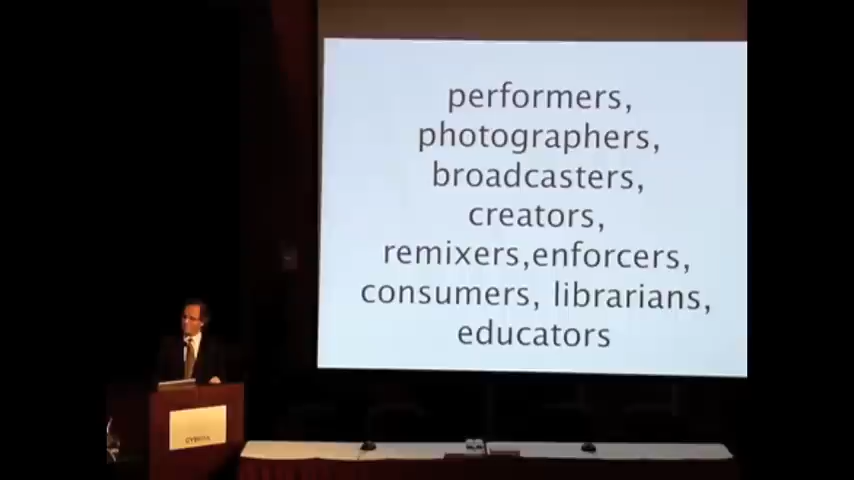 performers,
photographers,
broadcasters,
creators,
remixers,enforcers,
consumers, librarians,
educators